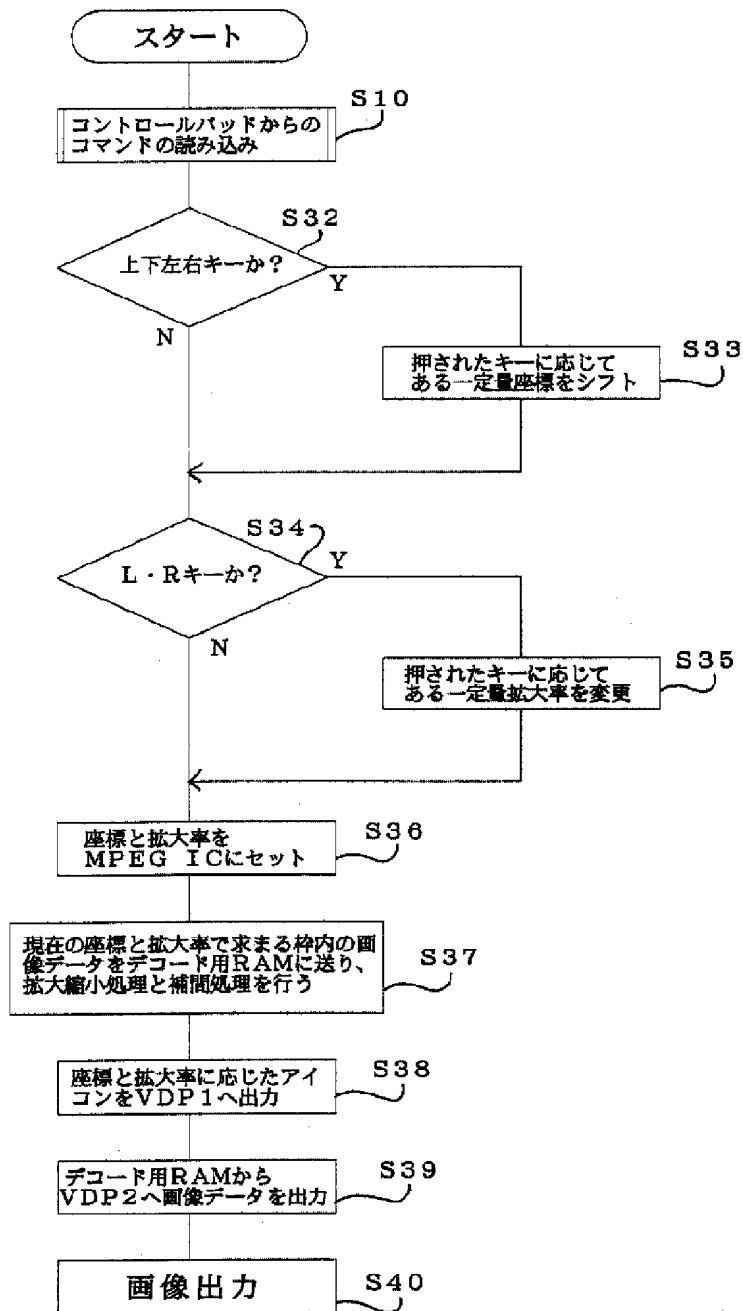 スタート
S10
コントロールパッドからの
コマンドの読み込み
S32
上下左右キーか?
Y
N
S33
押されたキーに応じて
ある一定量座標をシフト
S34
L・Rキーか?
Y
N
S35
押されたキーに応じて
ある一定量拡大率を変更
S36
座標と拡大率を
MPEG ICにセット
現在の座標と拡大率で求まる枠内の画
像データをデコード用RAMに送り、
拡大縮小処理と補間処理を行う
S37
S38
座標と拡大率に応じたアイ
コンをVDP1へ出力
S39
デコード用RAMから
VDP2へ画像データを出力
画像出力
S40